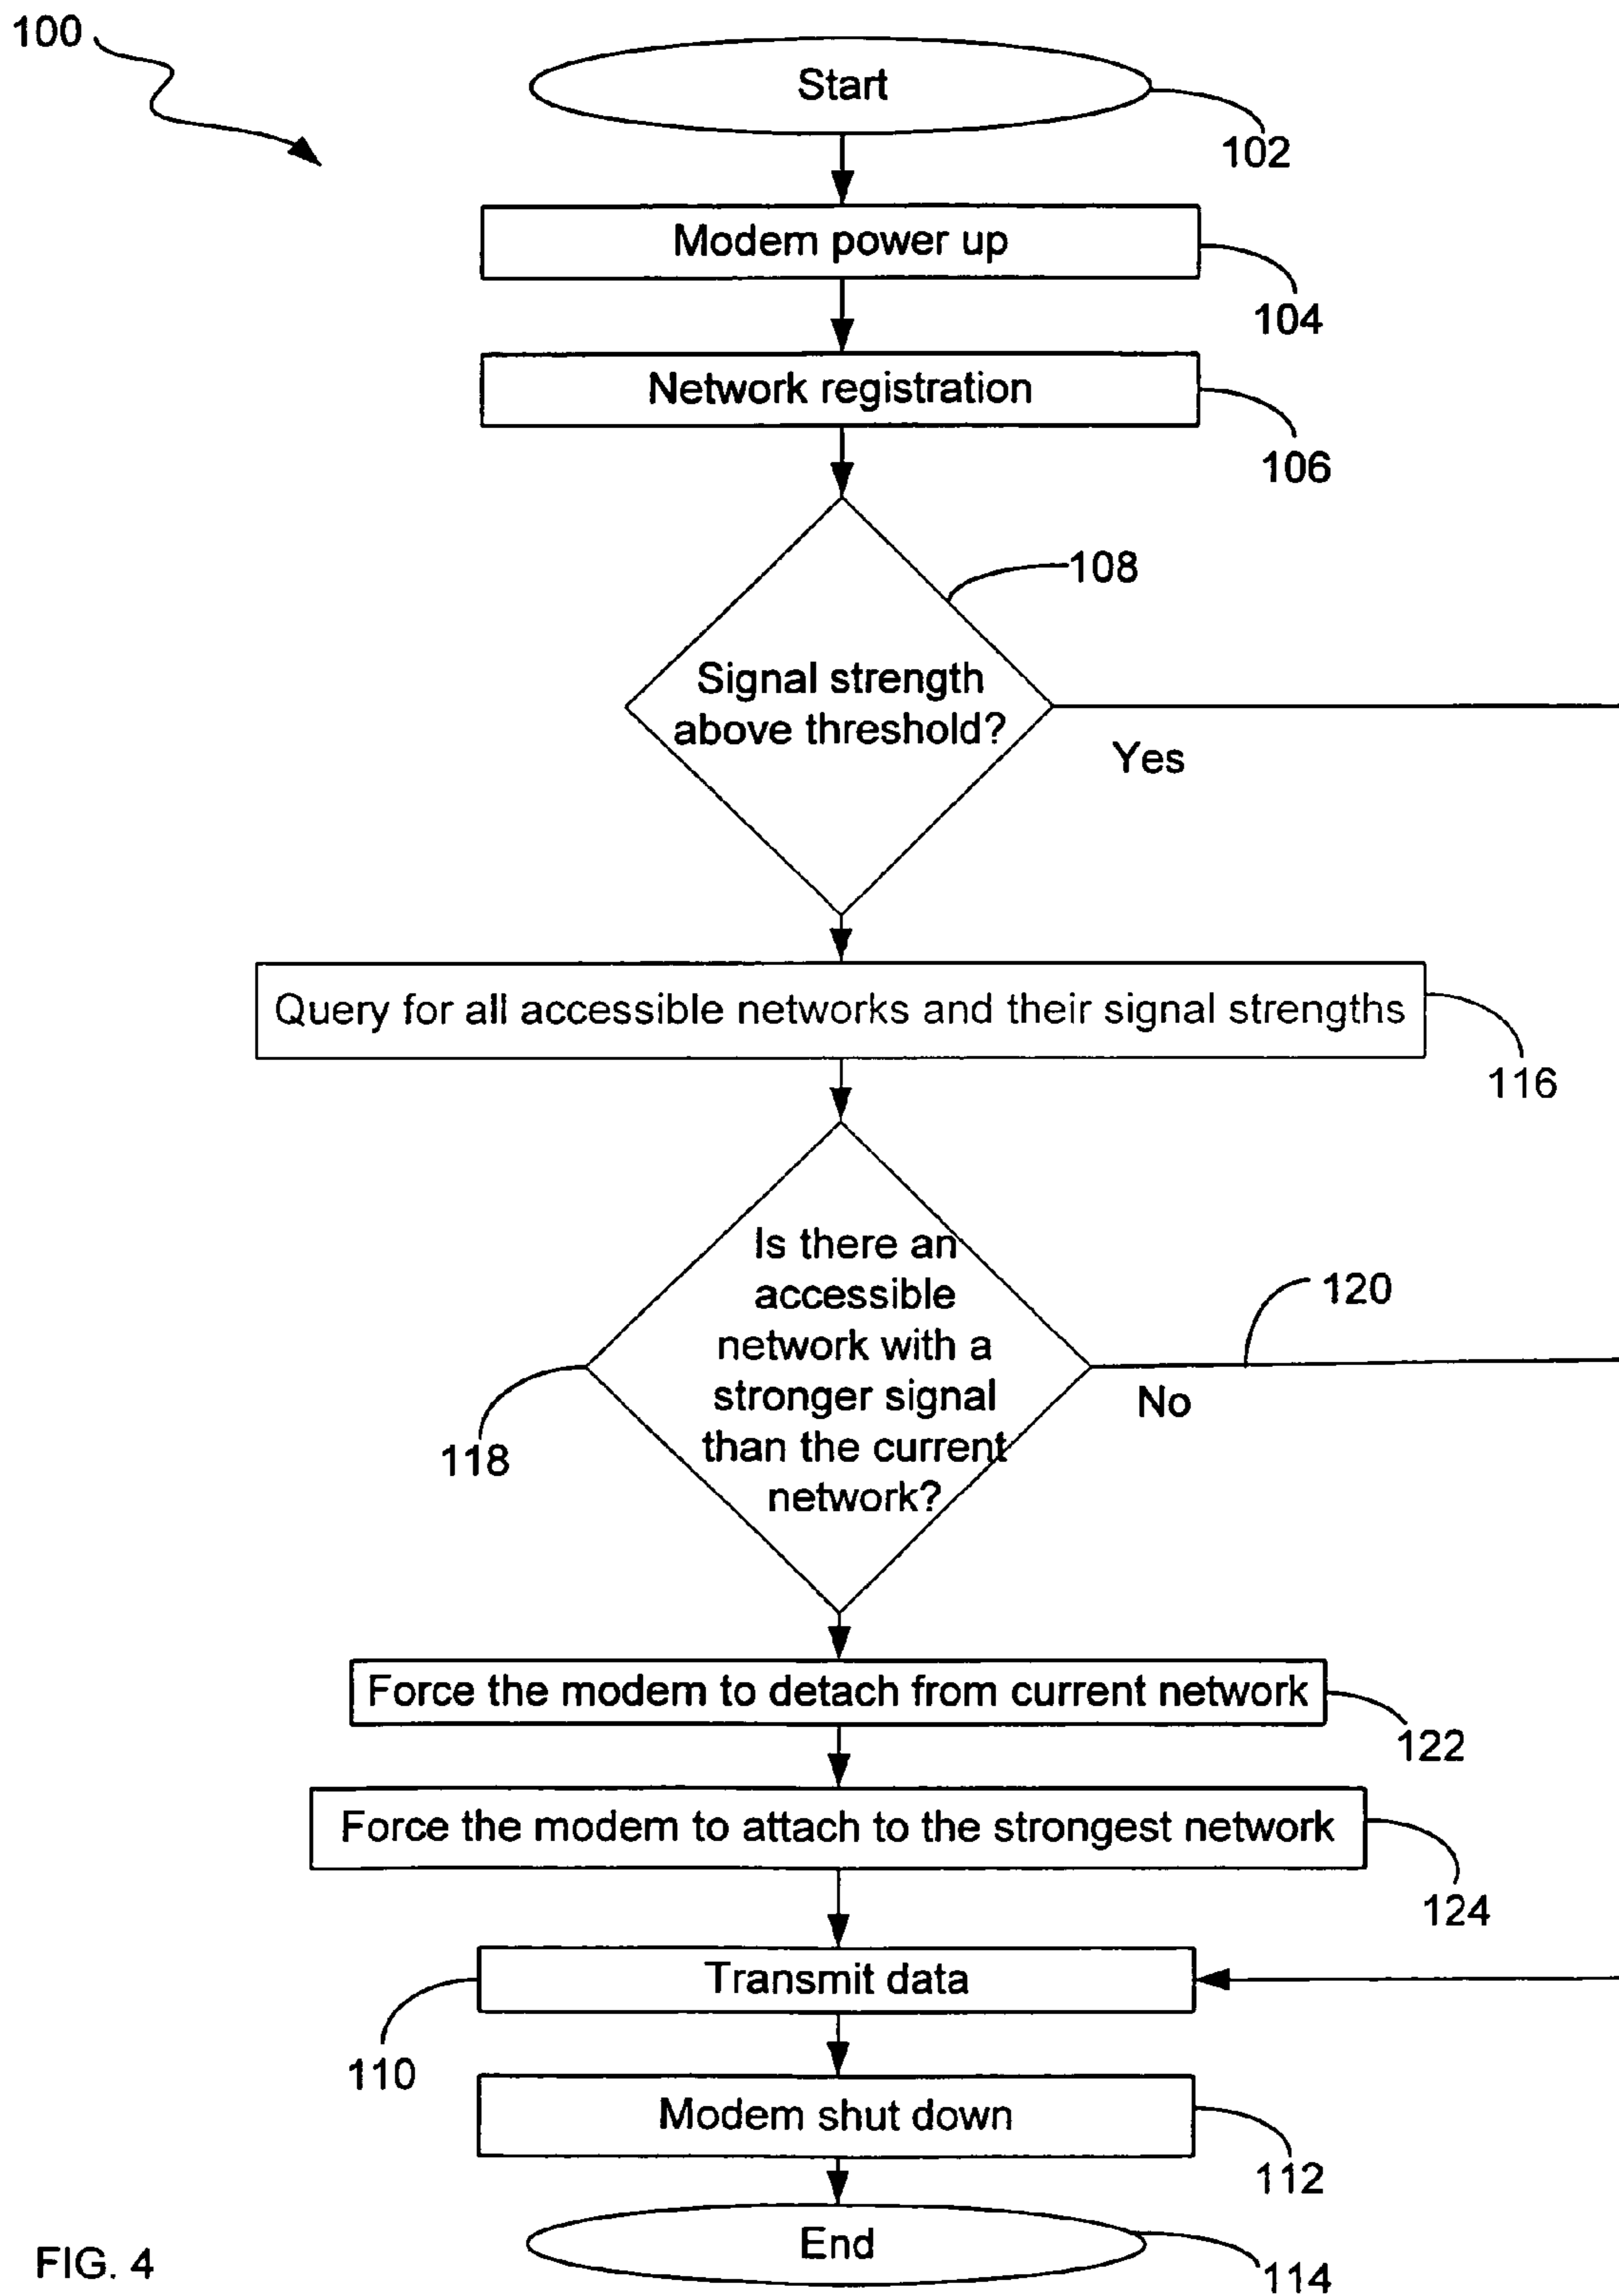 100
Start
102
Modem power up
104
Network registration
106
108
Signal strength
above threshold?
Yes
Query for all accessible networks and their signal strengths
116
Is there an
accessible
network with a
stronger signal
than the current
network?
120
No
118
Force the modem to detach from current network
122
Force the modem to attach to the strongest network
124
Transmit data
110
Modem shut down
112
End
114
FIG. 4